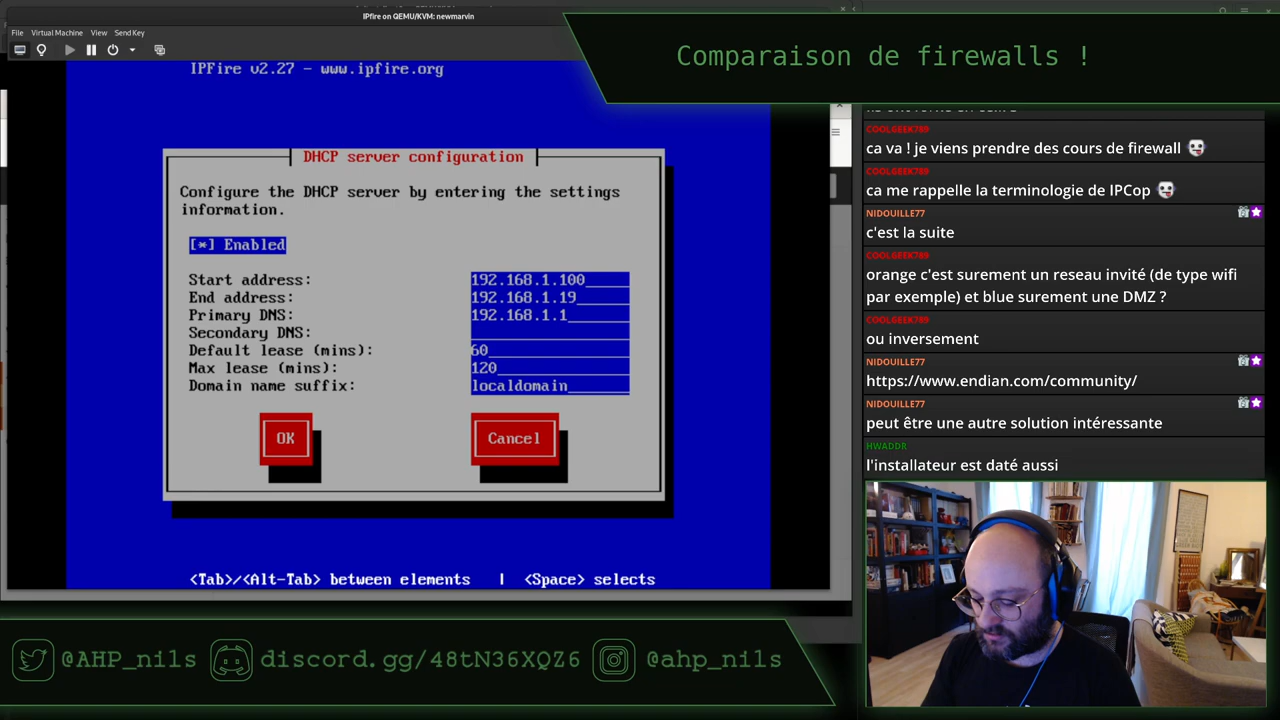 IPfire on QEMU/KVM: newmarvin
File Virtual Machine View Send Key
IPFire v2.27 - www.ipfire.org
DHCP server configuration
Configure the DHCP server by entering the settings
information.
[*] Enabled
Start address: 192.168.1.100
End address: 192.168.1.19
Primary DNS: 192.168.1.1
Secondary DNS:
Default lease (mins): 60
Max lease (mins): 120
Domain name suffix: localdomain
OK Cancel
<Tab>/<Alt-Tab> between elements | <Space> selects
Comparaison de firewalls !
COOLGEEK789
ca va ! je viens prendre des cours de firewall
COOLGEEK789
ca me rappelle la terminologie de IPCop
NIDOUILLE77
c'est la suite
COOLGEEK789
orange c'est surement un reseau invité (de type wifi
par exemple) et blue surement une DMZ ?
COOLGEEK789
ou inversement
NIDOUILLE77
https://www.endian.com/community/
NIDOUILLE77
peut être une autre solution intéressante
HWADDR
l'installateur est daté aussi
@AHP_nils discord.gg/48tN36XQZ6 @ahp_nils